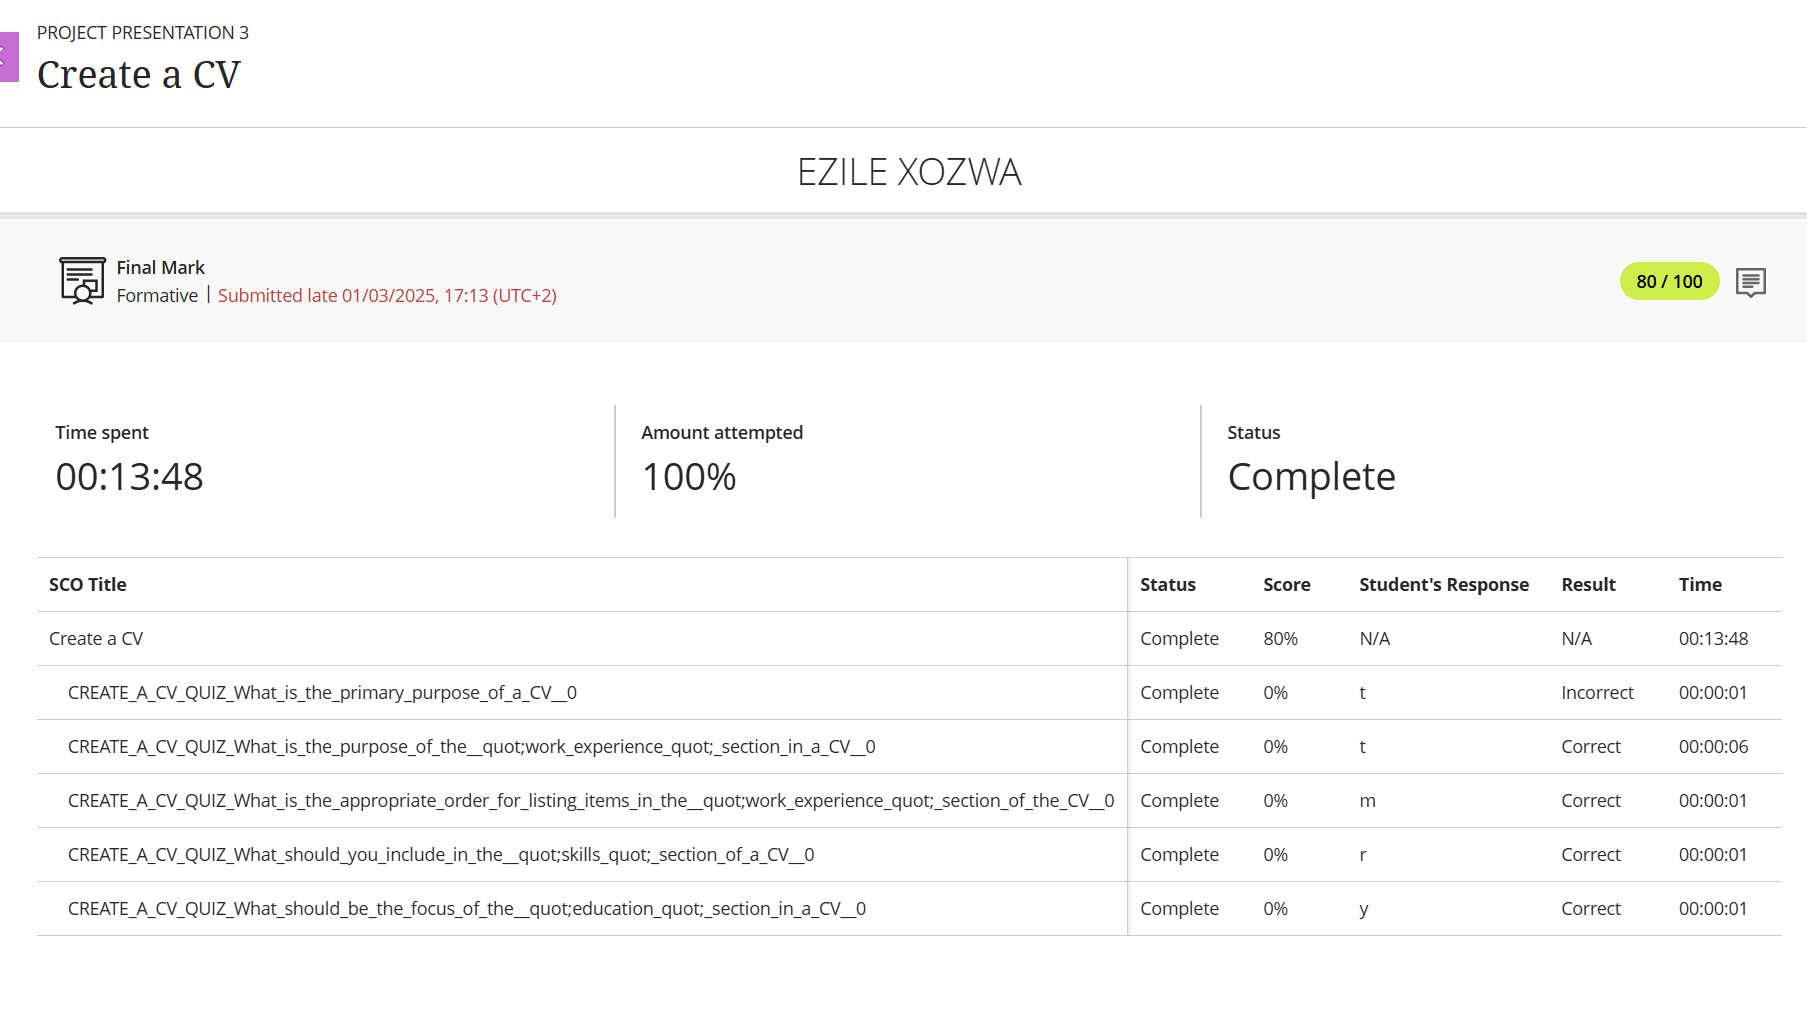 PROJECT PRESENTATION 3
Create a CV
EZILE XOZWA
Final Mark
Formative | Submitted late 01/03/2025, 17:13 (UTC+2)
80 / 100
Time spent
00:13:48
Amount attempted
100%
Status
Complete
SCO Title Status Score Student's Response Result Time
Create a CV Complete 80% N/A N/A 00:13:48
CREATE_A_CV_QUIZ_What_is_the_primary_purpose_of_a_CV__0 Complete 0% t Incorrect 00:00:01
CREATE_A_CV_QUIZ_What_is_the_purpose_of_the__quot;work_experience_quot;_section_in_a_CV__0 Complete 0% t Correct 00:00:06
CREATE_A_CV_QUIZ_What_is_the_appropriate_order_for_listing_items_in_the__quot;work_experience_quot;_section_of_the_CV__0 Complete 0% m Correct 00:00:01
CREATE_A_CV_QUIZ_What_should_you_include_in_the__quot;skills_quot;_section_of_a_CV__0 Complete 0% r Correct 00:00:01
CREATE_A_CV_QUIZ_What_should_be_the_focus_of_the__quot;education_quot;_section_in_a_CV__0 Complete 0% y Correct 00:00:01